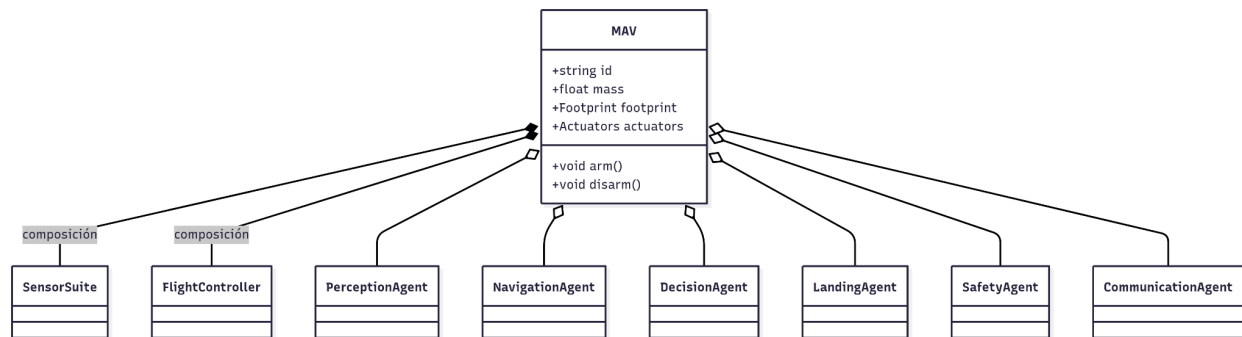 MAV
+string id
+float mass
+Footprint footprint
+Actuators actuators
+void arm()
+void disarm()
composición
composición
SensorSuite
FlightController
PerceptionAgent
NavigationAgent
DecisionAgent
LandingAgent
SafetyAgent
CommunicationAgent